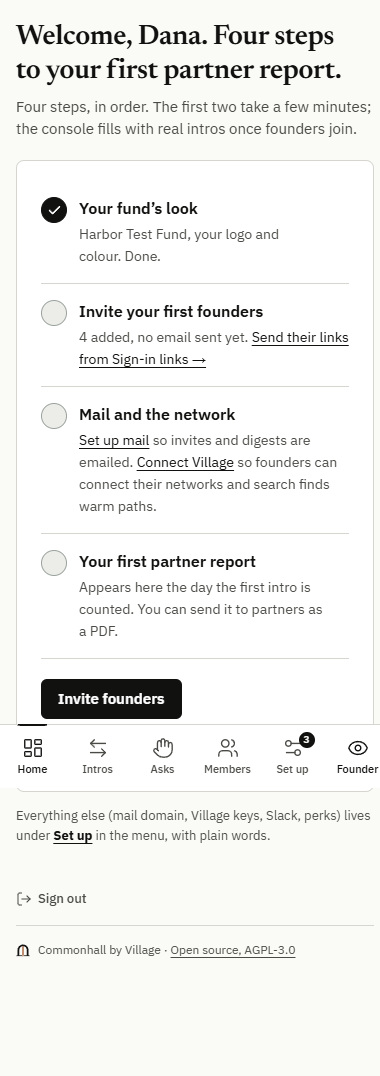 Welcome, Dana. Four steps
to your first partner report.
Four steps, in order. The first two take a few minutes;
the console fills with real intros once founders join.
Your fund’s look
Harbor Test Fund, your logo and
colour. Done.
Invite your first founders
4 added, no email sent yet. Send their links
from Sign-in links →
Mail and the network
Set up mail so invites and digests are
emailed. Connect Village so founders can
connect their networks and search finds
warm paths.
Your first partner report
Appears here the day the first intro is
counted. You can send it to partners as
a PDF.
Invite founders
3
Home Intros Asks Members Set up Founder
Everything else (mail domain, Village keys, Slack, perks) lives
under Set up in the menu, with plain words.
Sign out
Commonhall by Village · Open source, AGPL-3.0